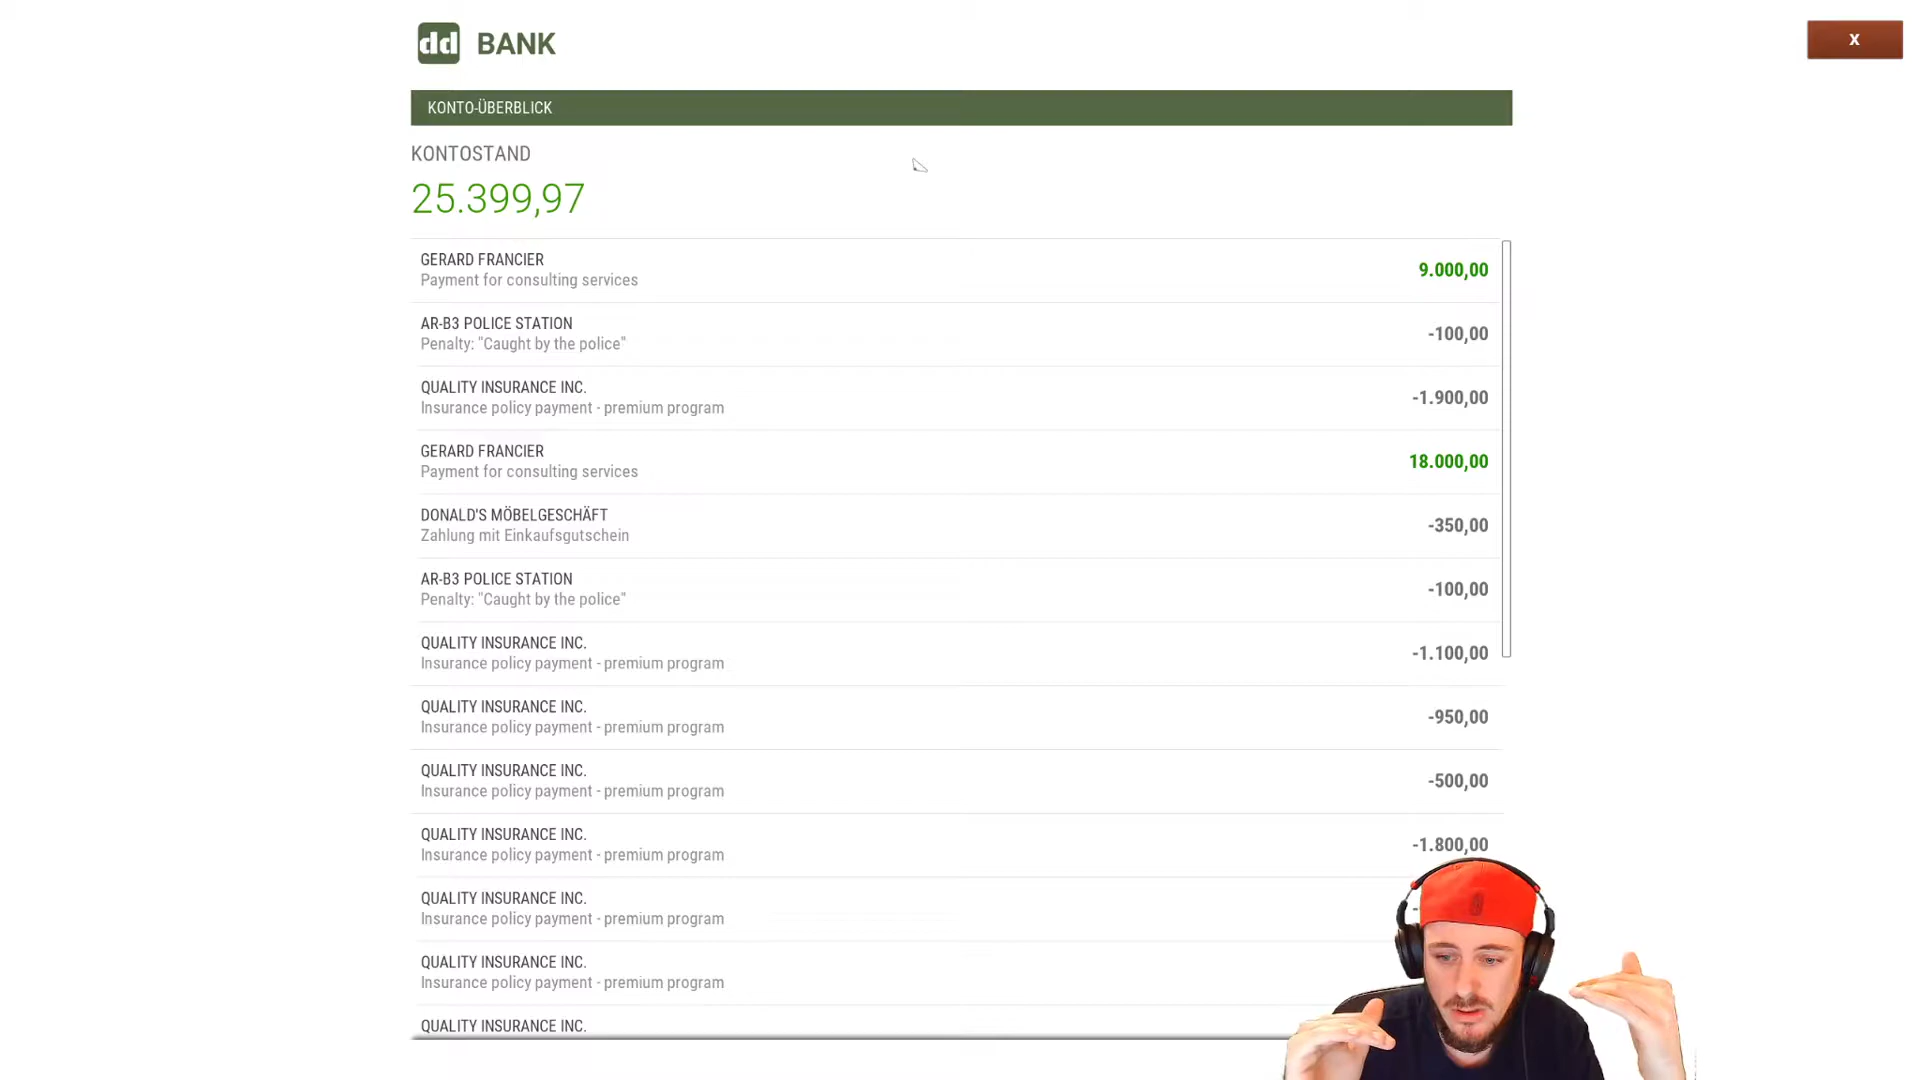 dd BANK
X
KONTO-ÜBERBLICK
KONTOSTAND
25.399,97
GERARD FRANCIER
Payment for consulting services
9.000,00
AR-B3 POLICE STATION
Penalty: "Caught by the police"
-100,00
QUALITY INSURANCE INC.
Insurance policy payment - premium program
-1.900,00
GERARD FRANCIER
Payment for consulting services
18.000,00
DONALD'S MÖBELGESCHÄFT
Zahlung mit Einkaufsgutschein
-350,00
AR-B3 POLICE STATION
Penalty: "Caught by the police"
-100,00
QUALITY INSURANCE INC.
Insurance policy payment - premium program
-1.100,00
QUALITY INSURANCE INC.
Insurance policy payment - premium program
-950,00
QUALITY INSURANCE INC.
Insurance policy payment - premium program
-500,00
QUALITY INSURANCE INC.
Insurance policy payment - premium program
-1.800,00
QUALITY INSURANCE INC.
Insurance policy payment - premium program
QUALITY INSURANCE INC.
Insurance policy payment - premium program
QUALITY INSURANCE INC.